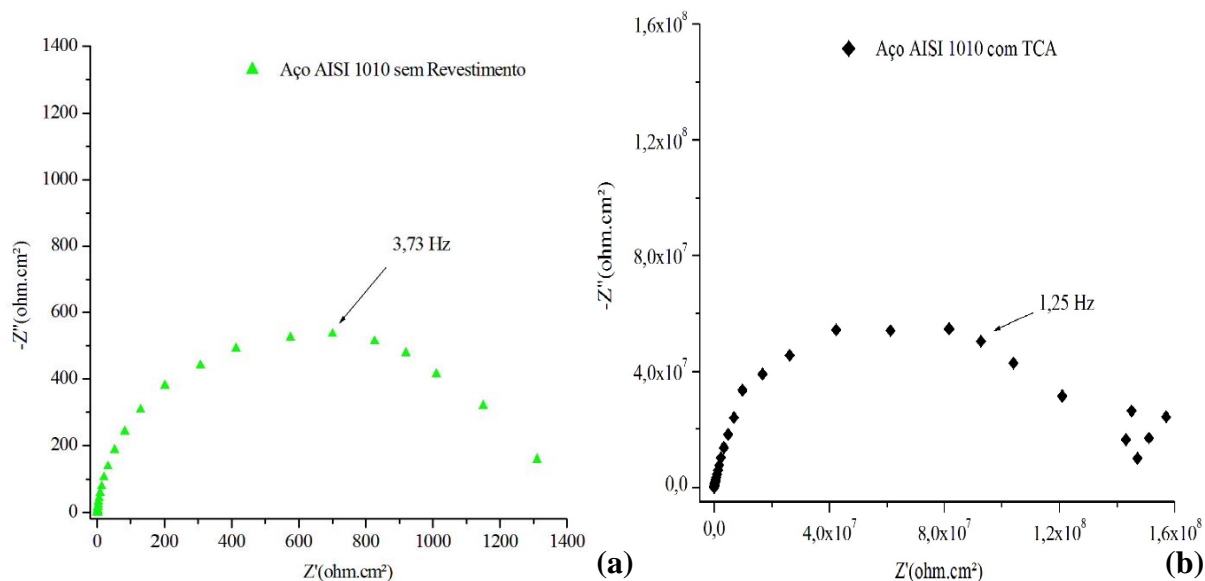 1400
1200
1000
800
600
400
200
0
-Z"(ohm.cm²)
Aço AISI 1010 sem Revestimento
3,73 Hz
0 200 400 600 800 1000 1200 1400
Z'(ohm.cm²)
(a)
1,6x10⁸
1,2x10⁸
8,0x10⁷
4,0x10⁷
0,0
-Z"(ohm.cm²)
Aço AISI 1010 com TCA
1,25 Hz
0,0 4,0x10⁷ 8,0x10⁷ 1,2x10⁸ 1,6x10⁸
Z'(ohm.cm²)
(b)